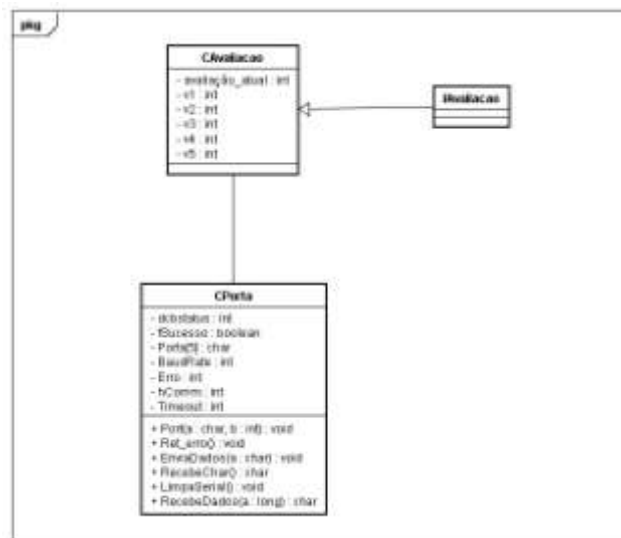 pkg
CAvaliacao
- avaliação_atual : int
- v1 : int
- v2 : int
- v3 : int
- v4 : int
- v5 : int
IAvaliacao
CPorta
- dcbstatus : int
- fSucesso : boolean
- Porta[5] : char
- BaudRate : int
- Erro : int
- hComm : int
- Timeout : int
+ Port(a : char, b : int) : void
+ Ret_erro() : void
+ EnviaDados(a : char) : void
+ RecebeChar() : char
+ LimpaSerial() : void
+ RecebeDados(a : long) : char